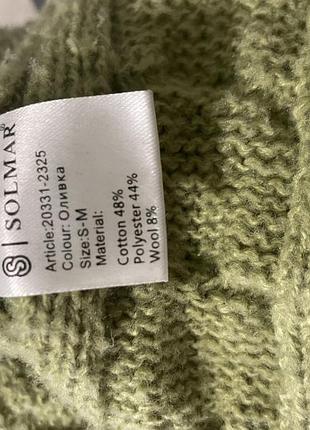 S | SOLMAR
Article:20331-2325
Colour: Оливка
Size:S-M
Material:
Cotton 48%
Polyester 44%
Wool 8%